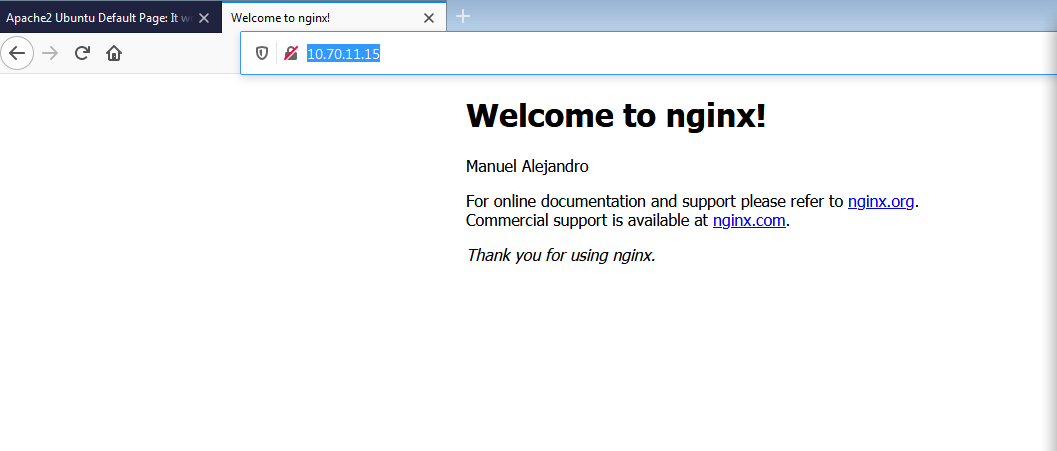 Apache2 Ubuntu Default Page: It wo
Welcome to nginx!
10.70.11.15
Welcome to nginx!
Manuel Alejandro
For online documentation and support please refer to nginx.org.
Commercial support is available at nginx.com.
Thank you for using nginx.